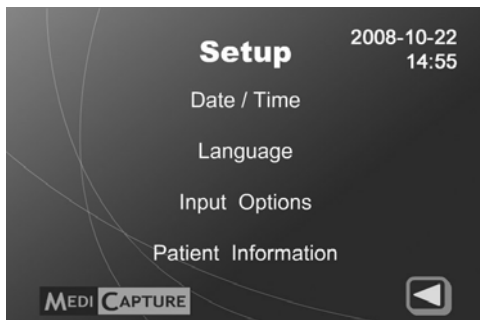 Setup
2008-10-22
14:55
Date / Time
Language
Input Options
Patient Information
MEDI CAPTURE